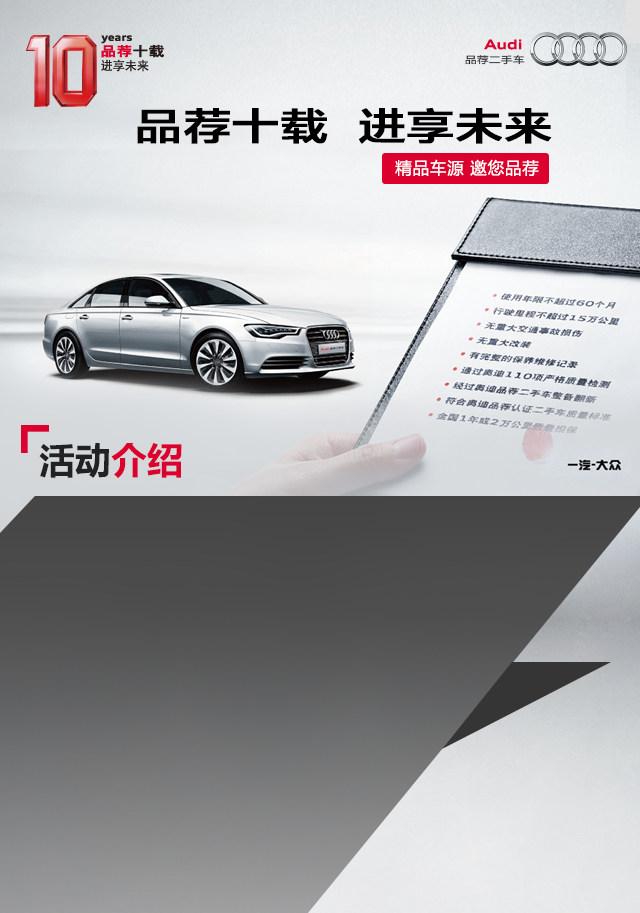 10
years
品荐十载
进享未来
Audi
品荐二手车
品荐十载 进享未来
精品车源 邀您品荐
使用年限不超过60个月
行驶里程不超过15万公里
无重大交通事故损伤
无重大改装
有完整的保养维修记录
通过奥迪110项严格质量检测
经过奥迪品荐二手车整备翻新
符合奥迪品荐认证二手车质量标准
全国1年或2万公里质量担保
活动介绍
一汽-大众